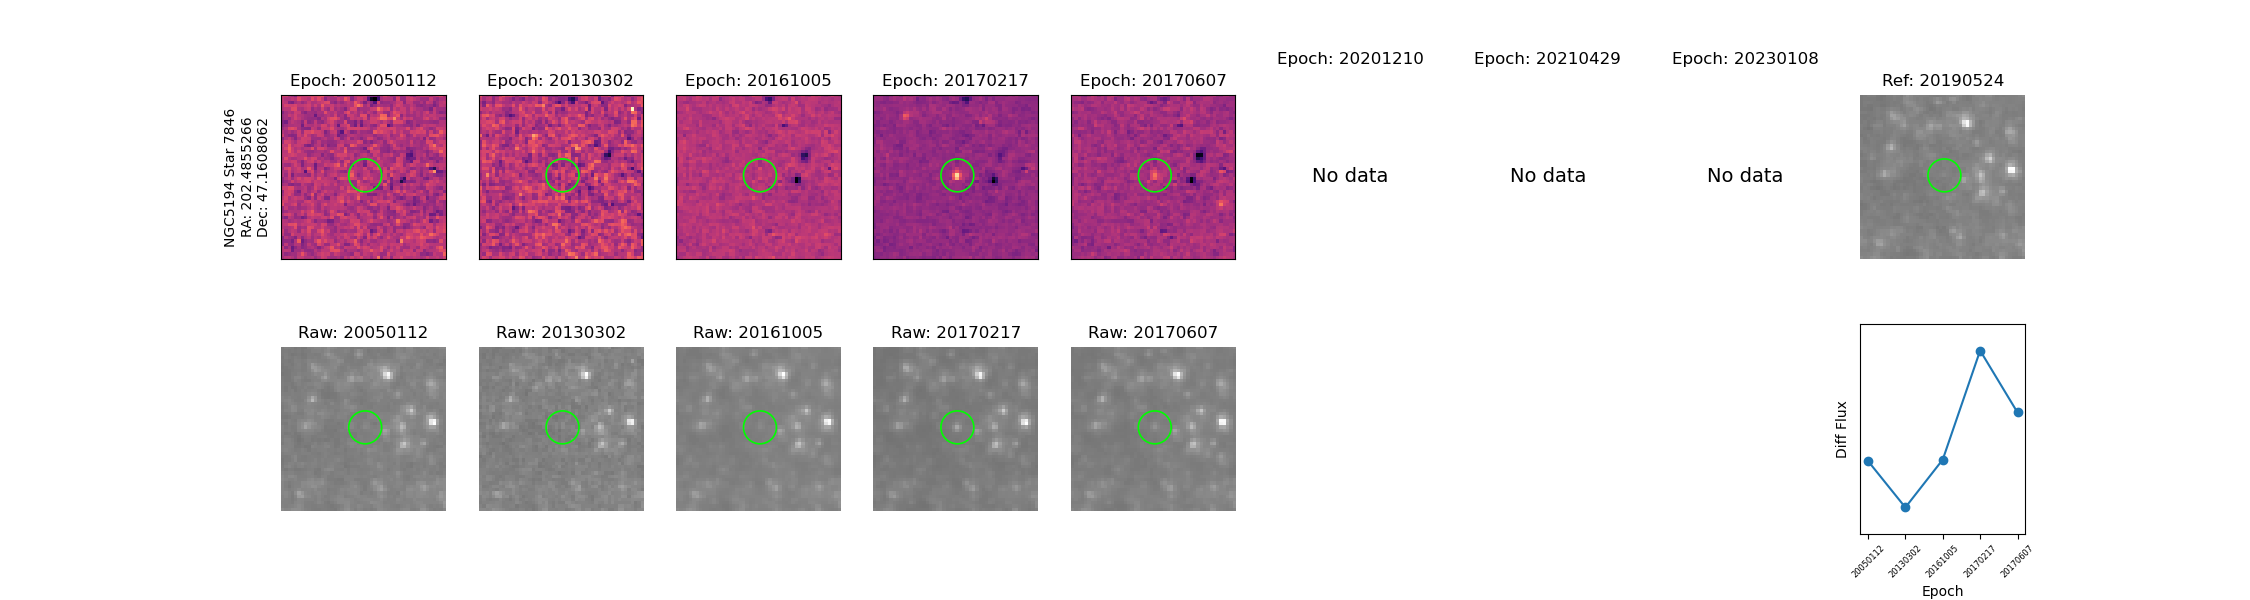 Epoch: 20201210
Epoch: 20210429
Epoch: 20230108
Epoch: 20050112
Epoch: 20130302
Epoch: 20161005
Epoch: 20170217
Epoch: 20170607
Ref: 20190524
NGC5194 Star 7846
RA: 202.4855266
Dec: 47.1608062
No data
No data
No data
Raw: 20050112
Raw: 20130302
Raw: 20161005
Raw: 20170217
Raw: 20170607
Diff Flux
20050112
20130302
20161005
20170217
20170607
Epoch